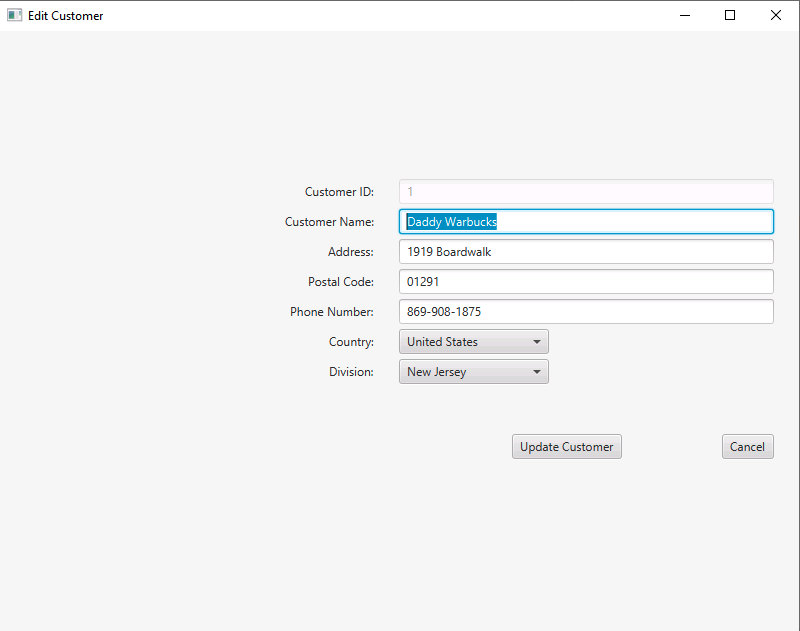 Edit Customer
Customer ID: 1
Customer Name: Daddy Warbucks
Address: 1919 Boardwalk
Postal Code: 01291
Phone Number: 869-908-1875
Country: United States
Division: New Jersey
Update Customer Cancel